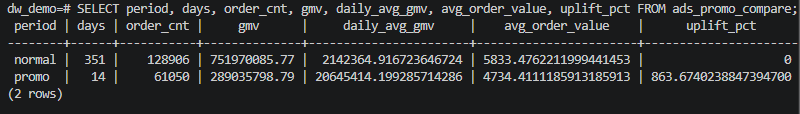 dw_demo=# SELECT period, days, order_cnt, gmv, daily_avg_gmv, avg_order_value, uplift_pct FROM ads_promo_compare;
 period | days | order_cnt |     gmv      |    daily_avg_gmv     |    avg_order_value    |      uplift_pct
--------+------+-----------+--------------+----------------------+-----------------------+----------------------
 normal |  351 |    128906 | 751970085.77 | 2142364.916723646724 | 5833.4762211999441453 |                    0
 promo  |   14 |     61050 | 289035798.79 | 20645414.199285714286 | 4734.4111185913185913 | 863.6740238847394700
(2 rows)